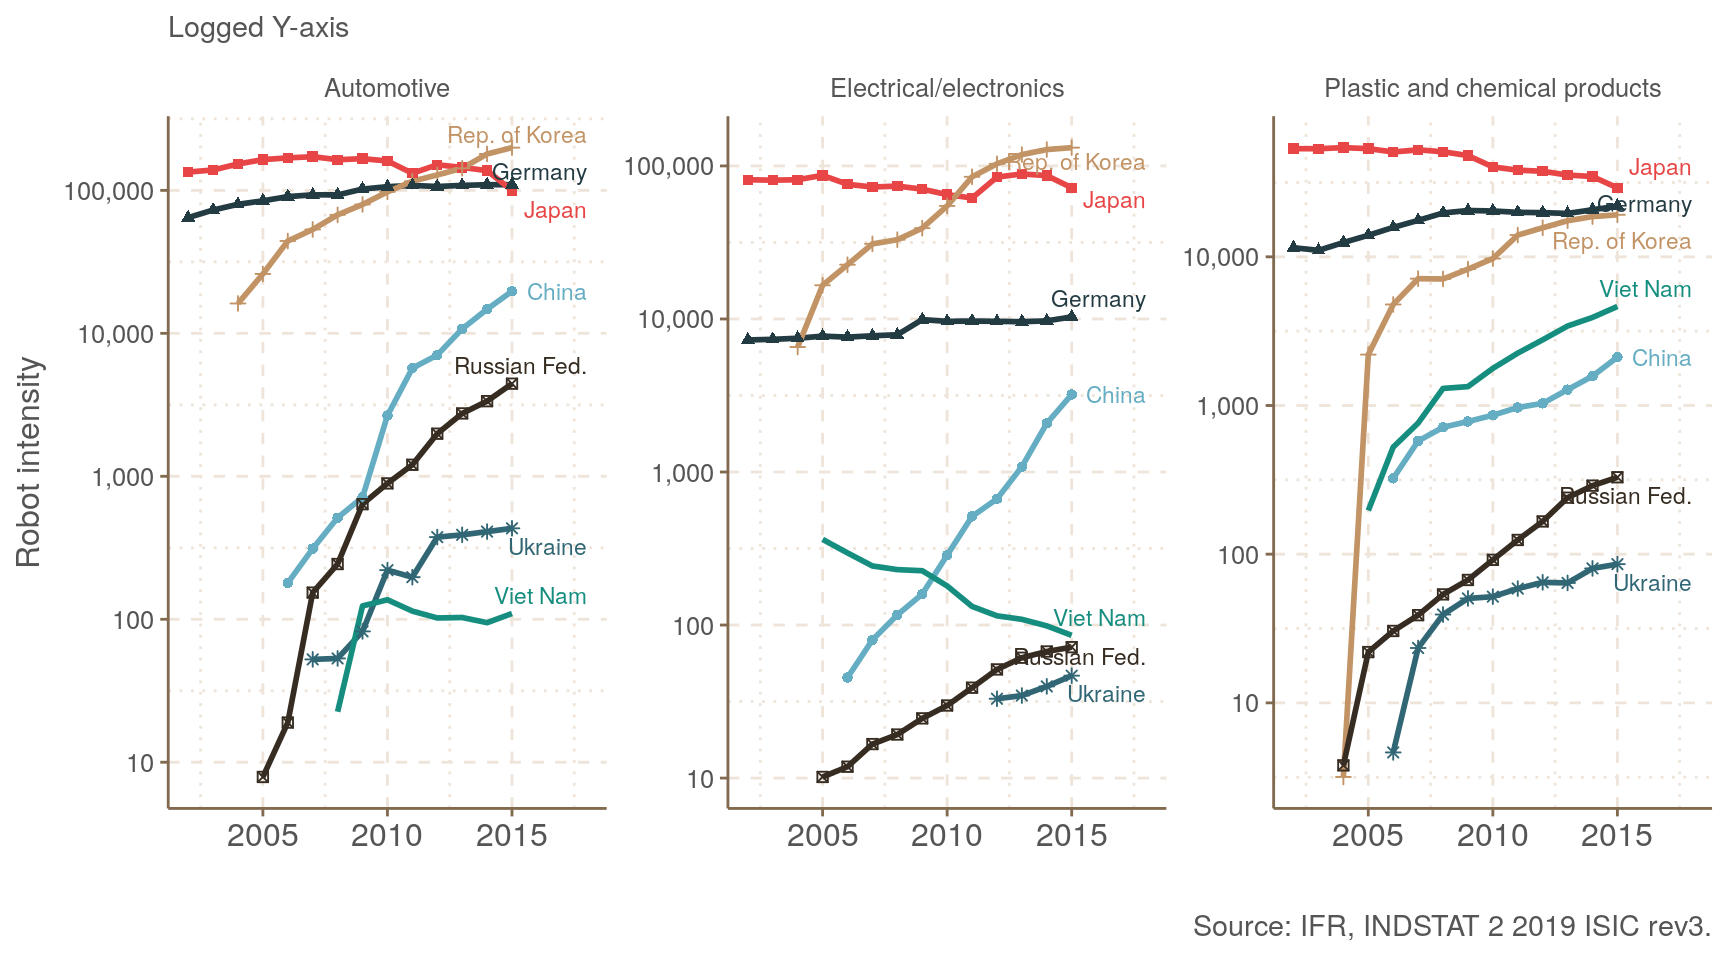 Logged Y-axis
Automotive
Electrical/electronics
Plastic and chemical products
Robot intensity
100,000
10,000
1,000
100
10
Rep. of Korea
Germany
Japan
China
Russian Fed.
Ukraine
Viet Nam
2005 2010 2015
100,000
10,000
1,000
100
10
Rep. of Korea
Japan
Germany
China
Viet Nam
Russian Fed.
Ukraine
2005 2010 2015
10,000
1,000
100
10
Japan
Germany
Rep. of Korea
Viet Nam
China
Russian Fed.
Ukraine
2005 2010 2015
Source: IFR, INDSTAT 2 2019 ISIC rev3.